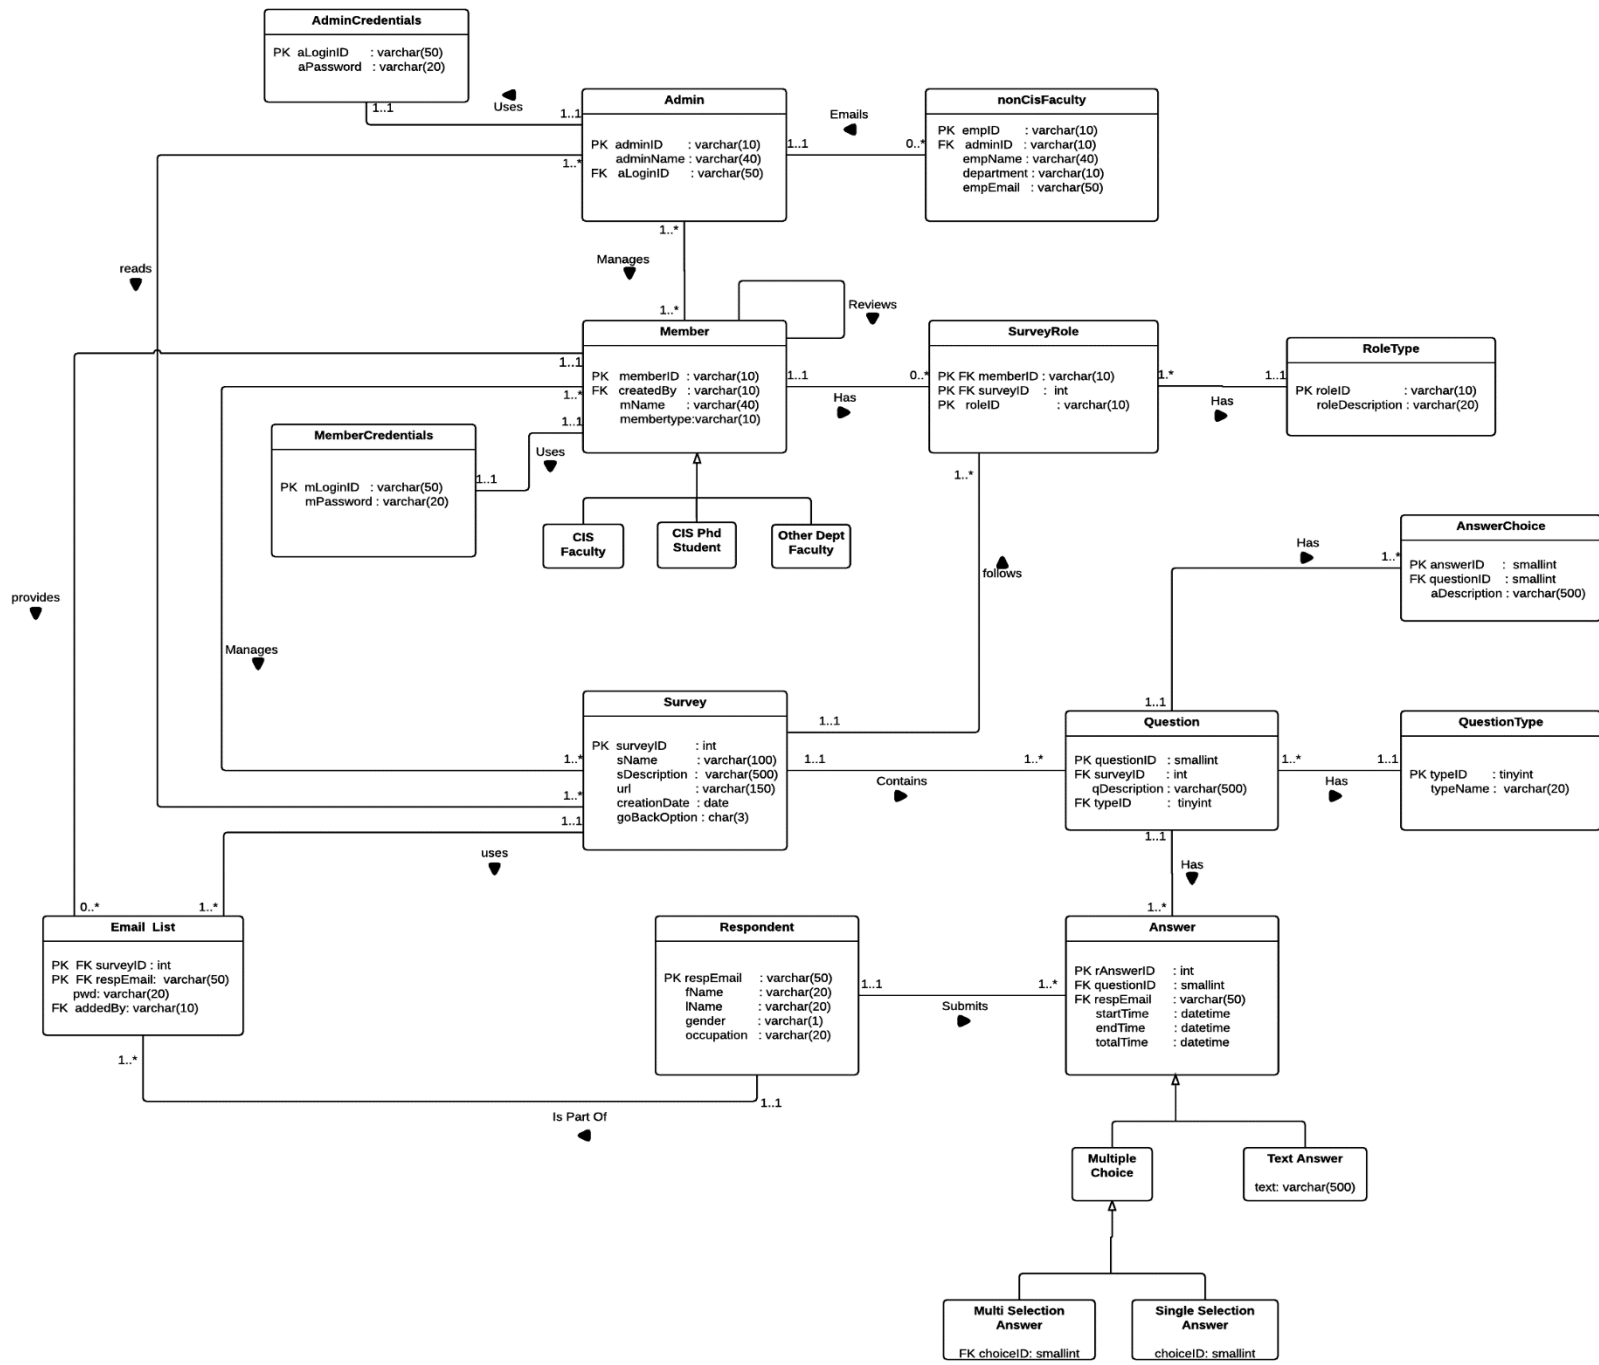 AdminCredentials
PK aLoginID : varchar(50)
aPassword : varchar(20)
1..1
Uses
1..1
Admin
PK adminID : varchar(10)
adminName : varchar(40)
FK aLoginID : varchar(50)
1..*
1..1
Emails
0..*
nonCisFaculty
PK empID : varchar(10)
FK adminID : varchar(10)
empName : varchar(40)
department : varchar(10)
empEmail : varchar(50)
1..*
Manages
reads
1..*
Reviews
Member
PK memberID : varchar(10)
FK createdBy : varchar(10)
mName : varchar(40)
membertype:varchar(10)
1..1
1..*
1..1
1..1
Has
0..*
SurveyRole
PK FK memberID : varchar(10)
PK FK surveyID : int
PK roleID : varchar(10)
1.*
Has
1..1
RoleType
PK roleID : varchar(10)
roleDescription : varchar(20)
MemberCredentials
PK mLoginID : varchar(50)
mPassword : varchar(20)
1..1
Uses
1..*
CIS
Faculty
CIS Phd
Student
Other Dept
Faculty
follows
Has
1..*
AnswerChoice
PK answerID : smallint
FK questionID : smallint
aDescription : varchar(500)
provides
Manages
Survey
PK surveyID : int
sName : varchar(100)
sDescription : varchar(500)
url : varchar(150)
creationDate : date
goBackOption : char(3)
1..*
1..*
1..1
1..1
1..1
Contains
1..*
1..1
Question
PK questionID : smallint
FK surveyID : int
qDescription : varchar(500)
FK typeID : tinyint
1..*
Has
1..1
QuestionType
PK typeID : tinyint
typeName : varchar(20)
1..1
Has
1..*
uses
0..*
1..*
Email List
PK FK surveyID : int
PK FK respEmail: varchar(50)
pwd: varchar(20)
FK addedBy: varchar(10)
1..*
Respondent
PK respEmail : varchar(50)
fName : varchar(20)
lName : varchar(20)
gender : varchar(1)
occupation : varchar(20)
1..1
Is Part Of
1..1
Submits
1..*
Answer
PK rAnswerID : int
FK questionID : smallint
FK respEmail : varchar(50)
startTime : datetime
endTime : datetime
totalTime : datetime
Multiple
Choice
Text Answer
text: varchar(500)
Multi Selection
Answer
FK choiceID: smallint
Single Selection
Answer
choiceID: smallint